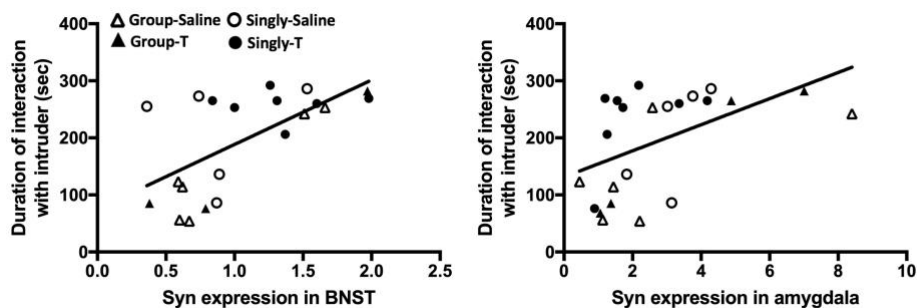 △ Group-Saline ○ Singly-Saline
▲ Group-T ● Singly-T
Duration of interaction
with intruder (sec)
400
300
200
100
0
0.0 0.5 1.0 1.5 2.0 2.5
Syn expression in BNST
Duration of interaction
with intruder (sec)
400
300
200
100
0
0 2 4 6 8 10
Syn expression in amygdala